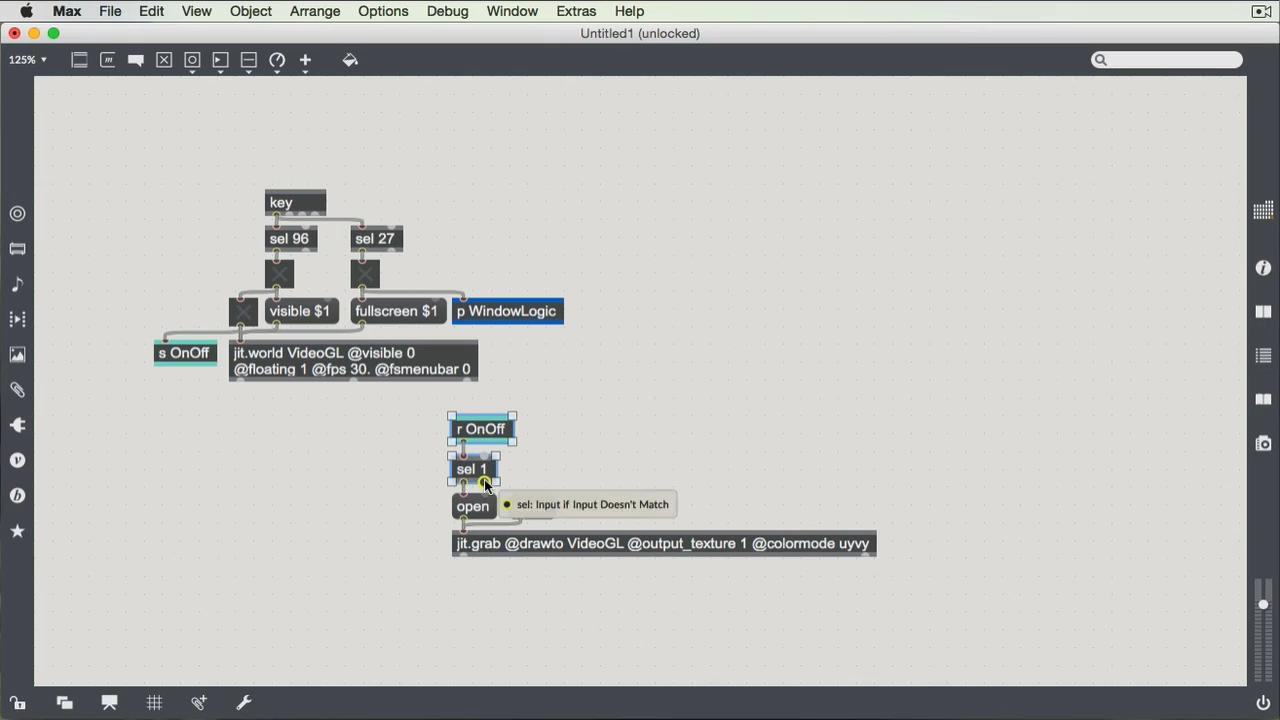 Max File Edit View Object Arrange Options Debug Window Extras Help
Untitled1 (unlocked)
125%
key
sel 96
sel 27
visible $1
fullscreen $1
p WindowLogic
s OnOff
jit.world VideoGL @visible 0
@floating 1 @fps 30. @fsmenubar 0
r OnOff
sel 1
open
sel: Input if Input Doesn't Match
jit.grab @drawto VideoGL @output_texture 1 @colormode uyvy